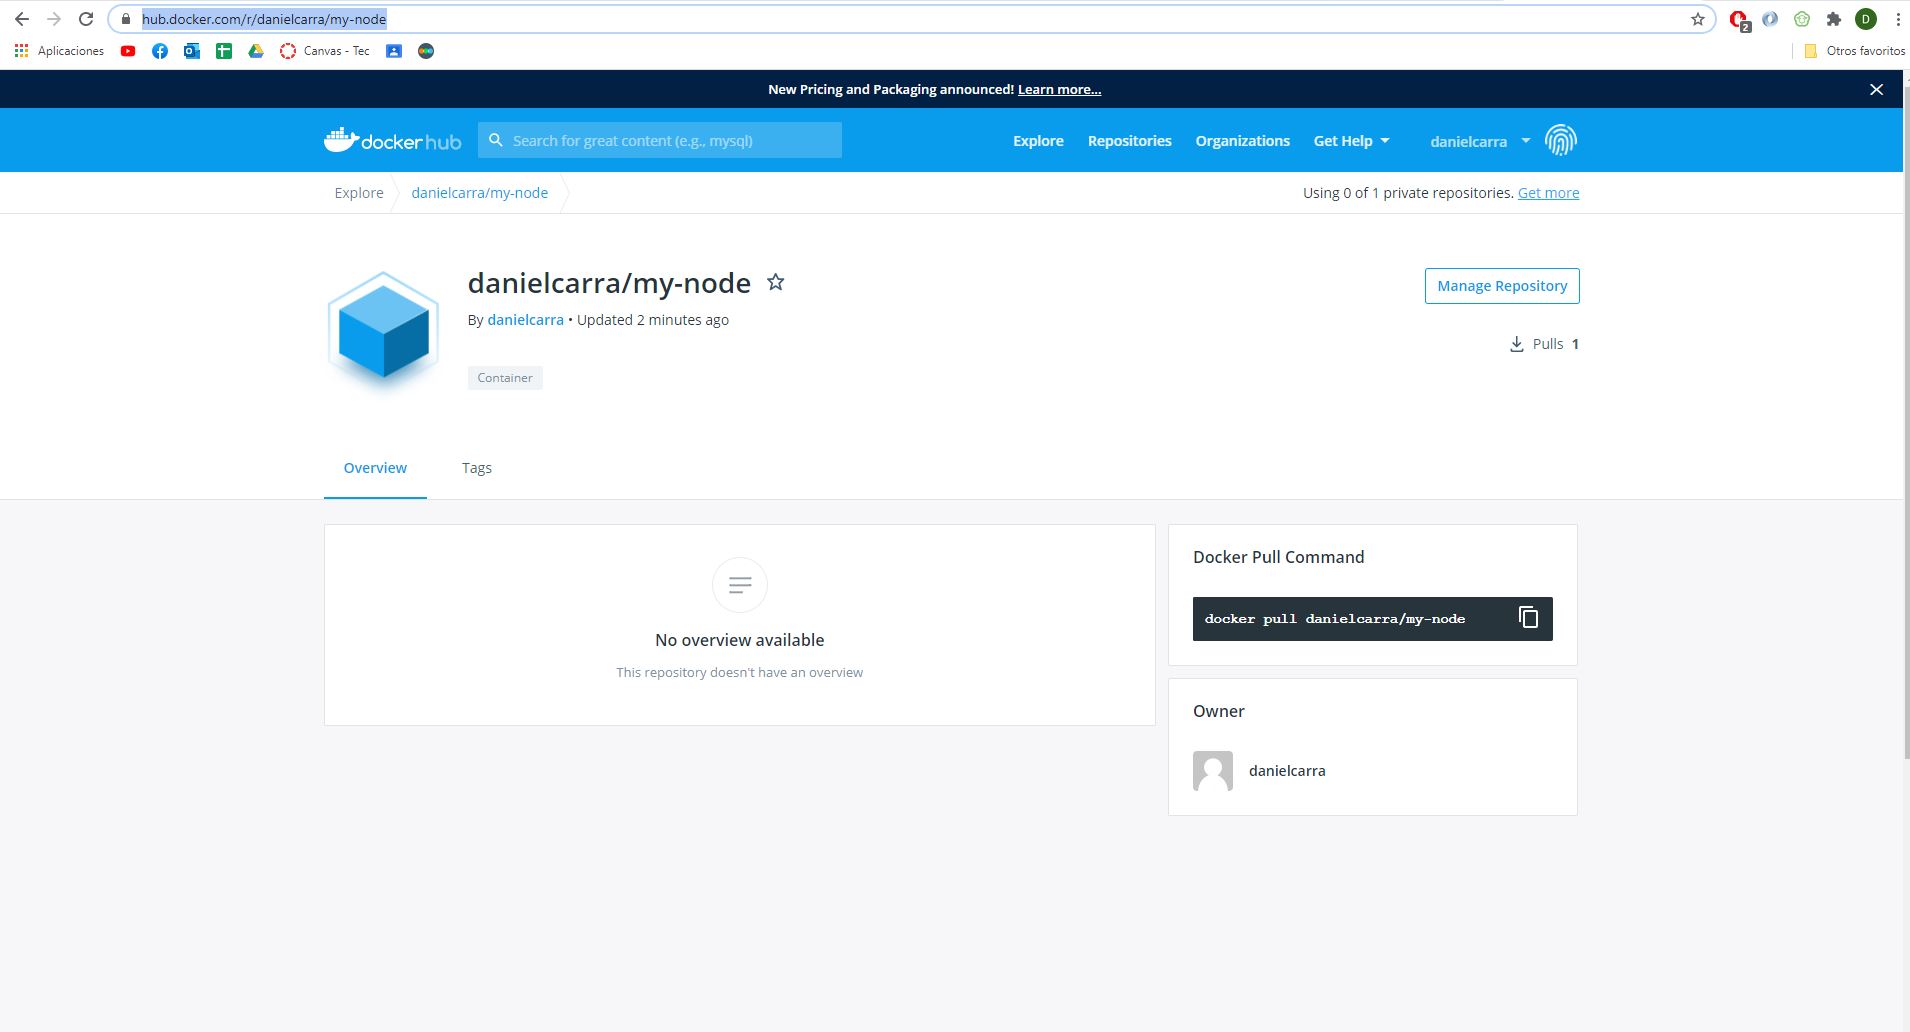 hub.docker.com/r/danielcarra/my-node
2
D
Aplicaciones
Canvas - Tec
Otros favoritos
New Pricing and Packaging announced! Learn more...
docker hub
Search for great content (e.g., mysql)
Explore
Repositories
Organizations
Get Help
danielcarra
Explore
danielcarra/my-node
Using 0 of 1 private repositories. Get more
danielcarra/my-node
Manage Repository
By danielcarra • Updated 2 minutes ago
Pulls 1
Container
Overview
Tags
No overview available
This repository doesn't have an overview
Docker Pull Command
docker pull danielcarra/my-node
Owner
danielcarra